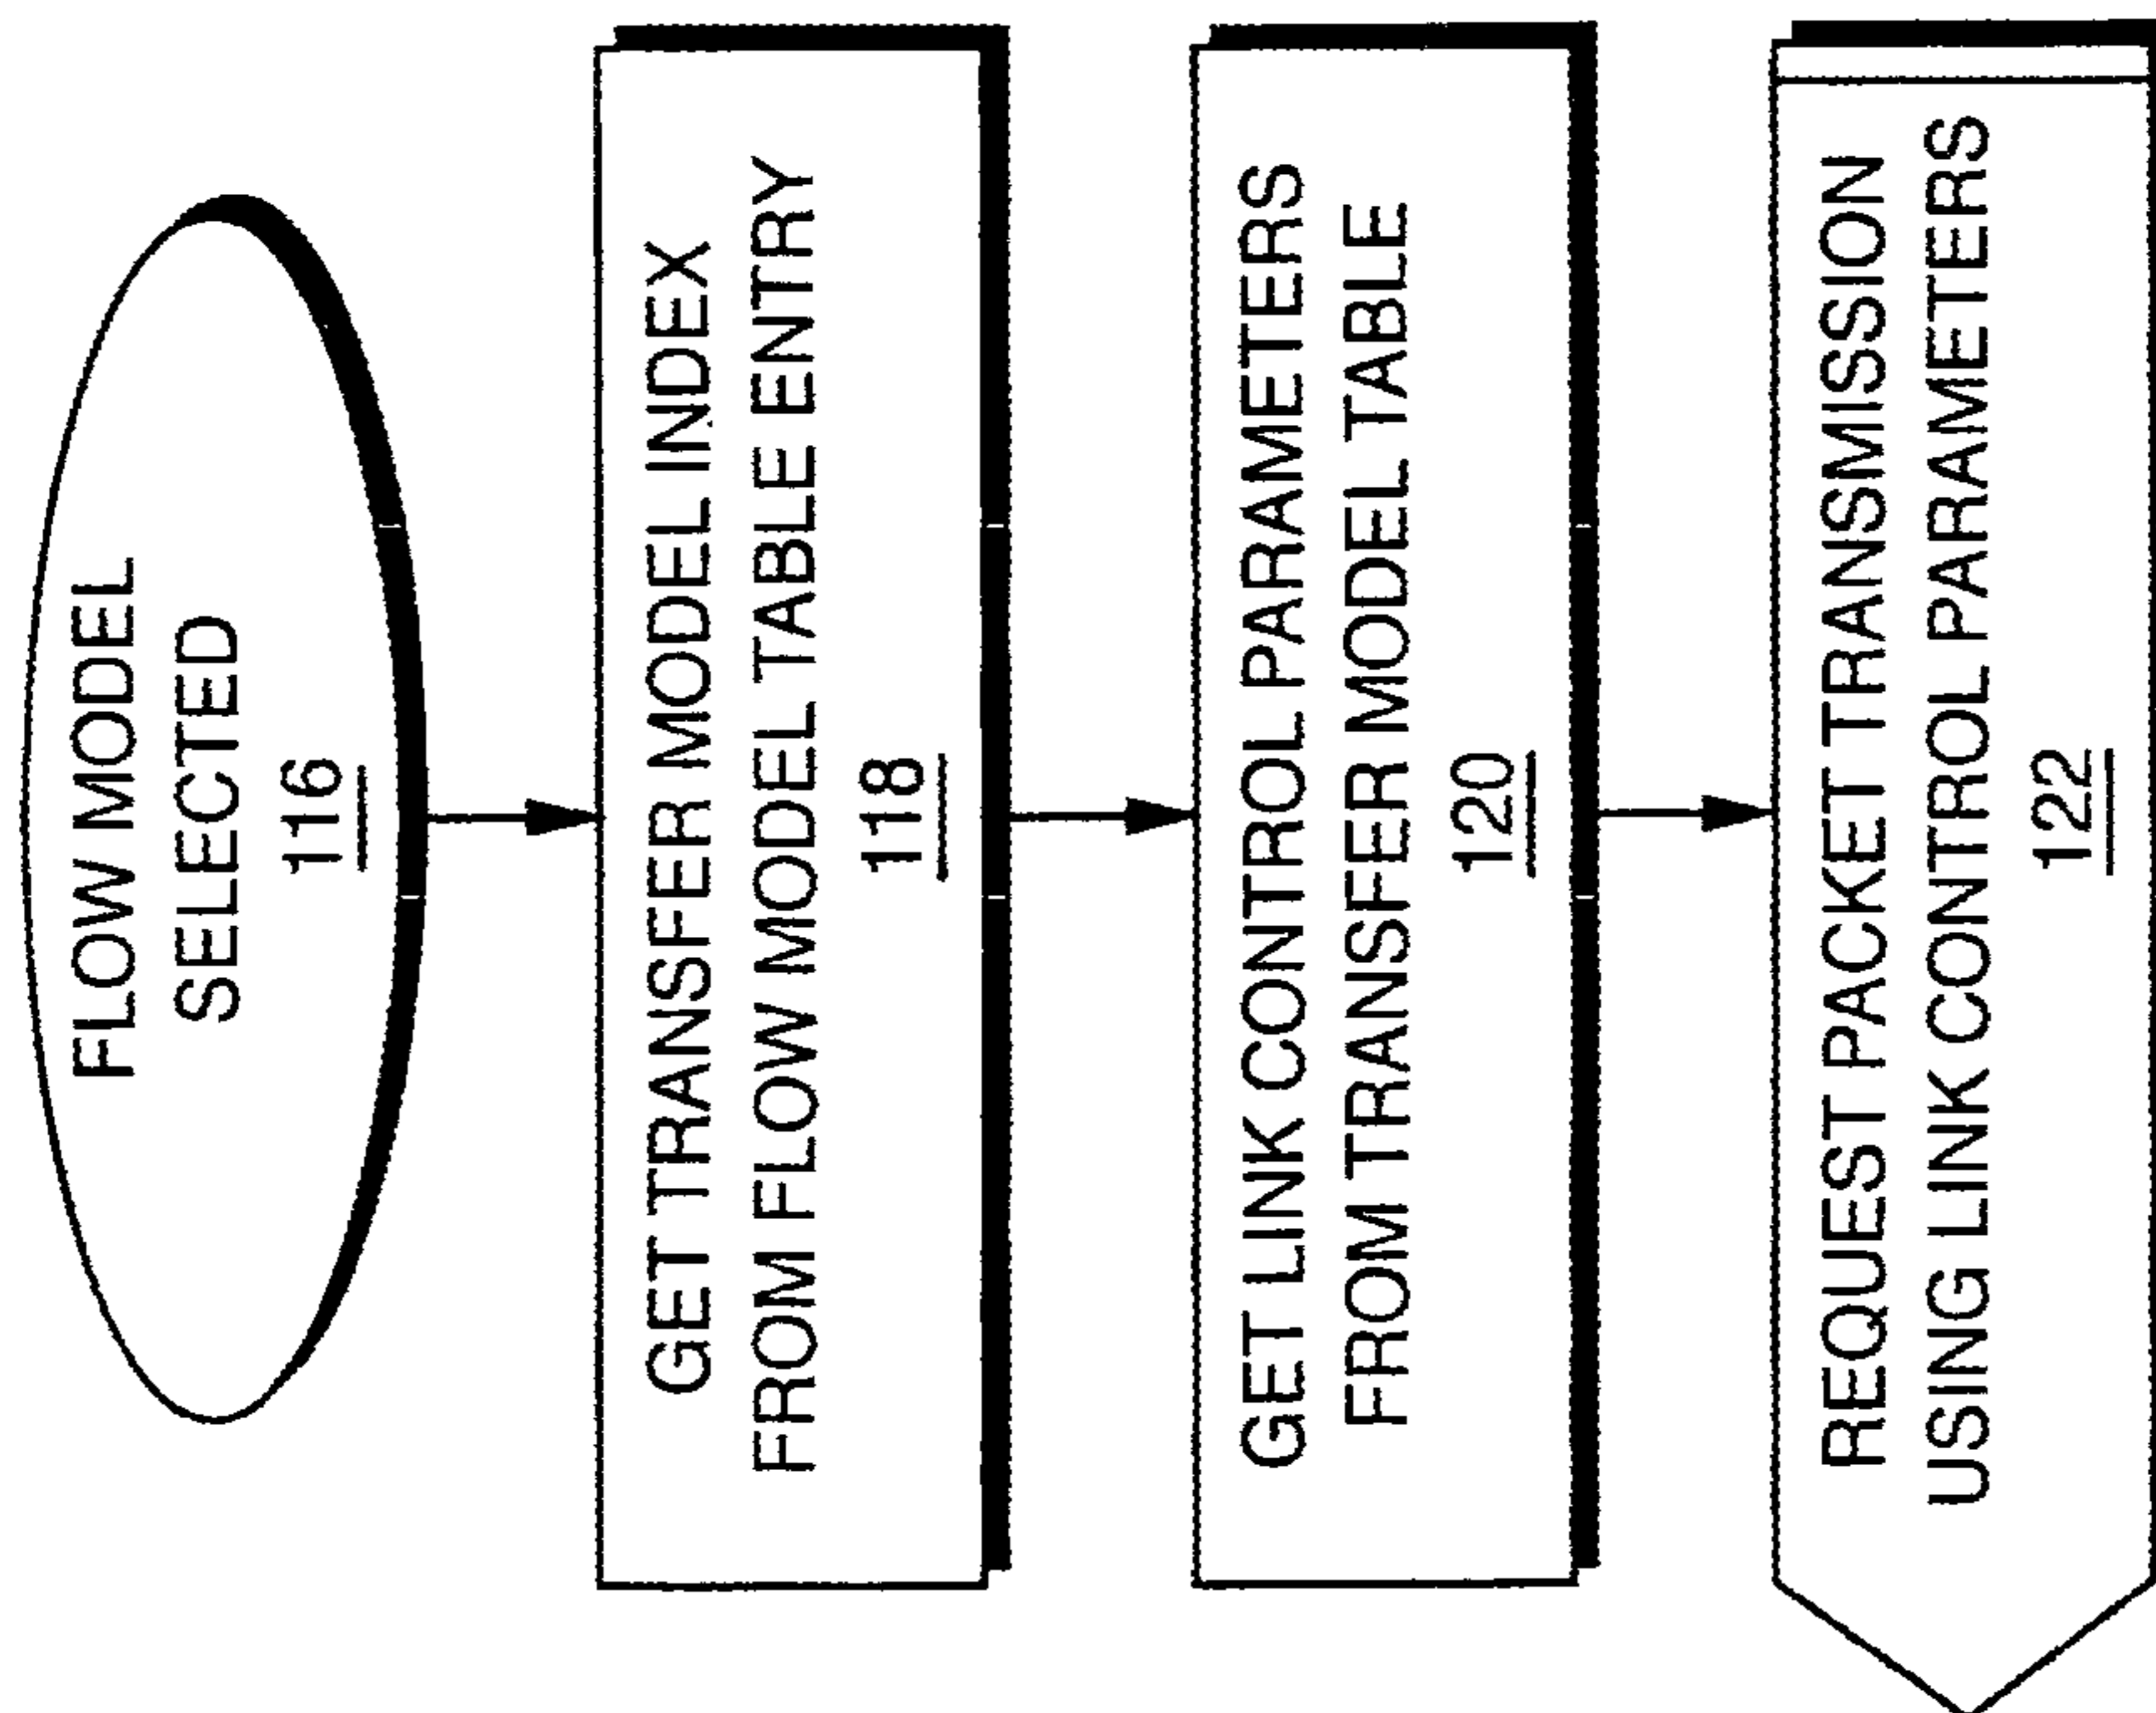 FLOW MODEL
SELECTED
116
GET TRANSFER MODEL INDEX
FROM FLOW MODEL TABLE ENTRY
118
GET LINK CONTROL PARAMETERS
FROM TRANSFER MODEL TABLE
120
REQUEST PACKET TRANSMISSION
USING LINK CONTROL PARAMETERS
122